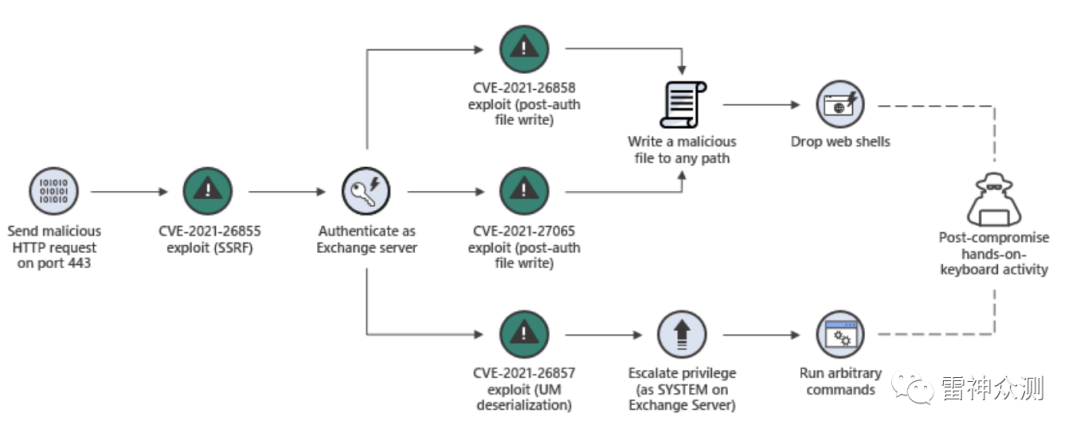 CVE-2021-26858
exploit (post-auth
file write)
Write a malicious
file to any path
Drop web shells
01010
01010
101010
Send malicious
HTTP request
on port 443
CVE-2021-26855
exploit (SSRF)
Authenticate as
Exchange server
CVE-2021-27065
exploit (post-auth
file write)
Post-compromise
hands-on-
keyboard activity
CVE-2021-26857
exploit (UM
deserialization)
Escalate privilege
(as SYSTEM on
Exchange Server)
Run arbitrary
commands
雷神众测